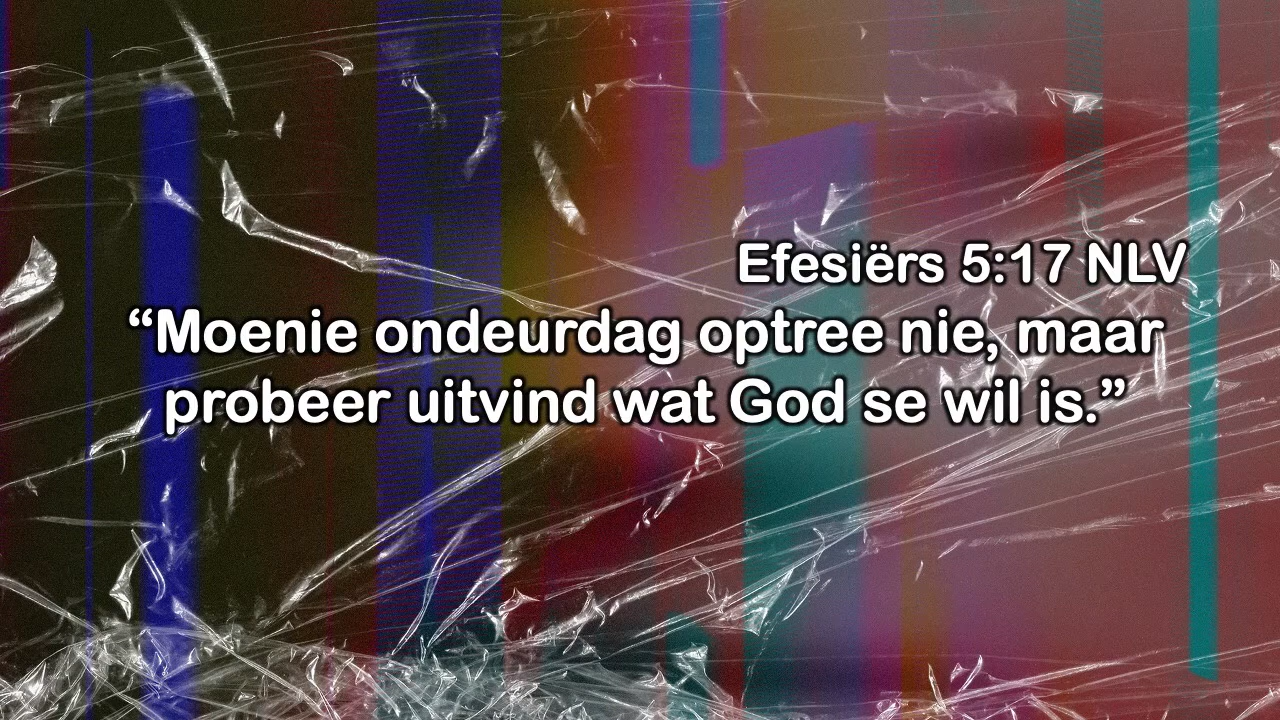 Efesiërs 5:17 NLV
“Moenie ondeurdag optree nie, maar
probeer uitvind wat God se wil is.”